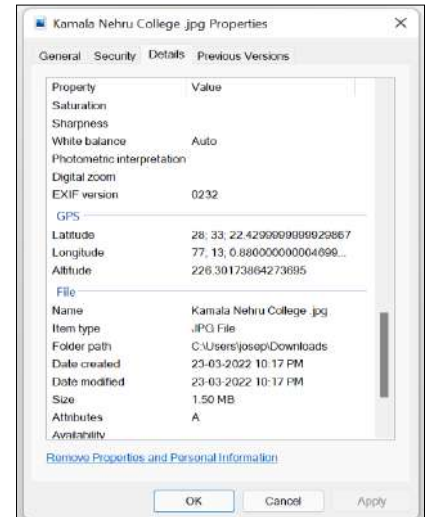 Kamala Nehru College .jpg Properties
General Security Details Previous Versions
Property Value
Saturation
Sharpness
White balance Auto
Photometric interpretation
Digital zoom
EXIF version 0232
GPS
Latitude 28; 33; 22.4299999999929867
Longitude 77; 13; 0.880000000004699...
Altitude 226.30173864273695
File
Name Kamala Nehru College .jpg
Item type JPG File
Folder path C:\Users\josep\Downloads
Date created 23-03-2022 10:17 PM
Date modified 23-03-2022 10:17 PM
Size 1.50 MB
Attributes A
Availability
Remove Properties and Personal Information
OK Cancel Apply